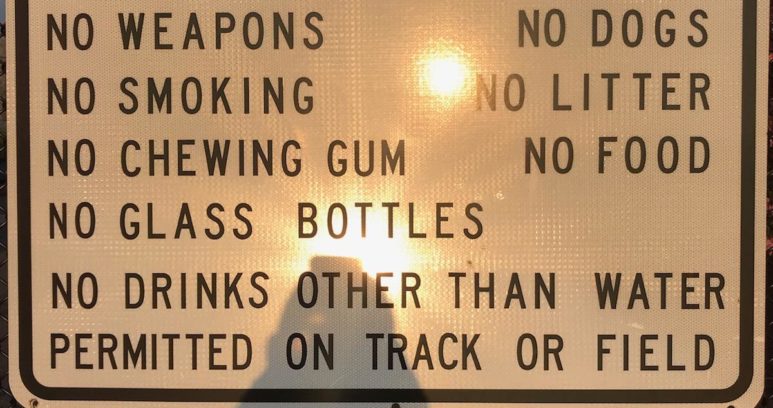 NO WEAPONS NO DOGS
NO SMOKING NO LITTER
NO CHEWING GUM NO FOOD
NO GLASS BOTTLES
NO DRINKS OTHER THAN WATER
PERMITTED ON TRACK OR FIELD